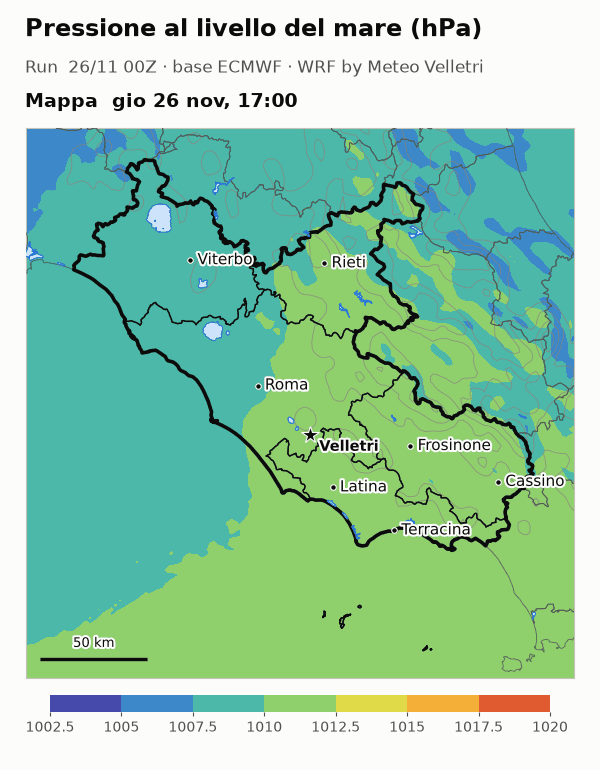 Pressione al livello del mare (hPa)
Run  26/11 00Z · base ECMWF · WRF by Meteo Velletri
Mappa  gio 26 nov, 17:00
Viterbo
Rieti
Roma
Velletri
Frosinone
Latina
Cassino
Terracina
50 km
1002.5 1005 1007.5 1010 1012.5 1015 1017.5 1020